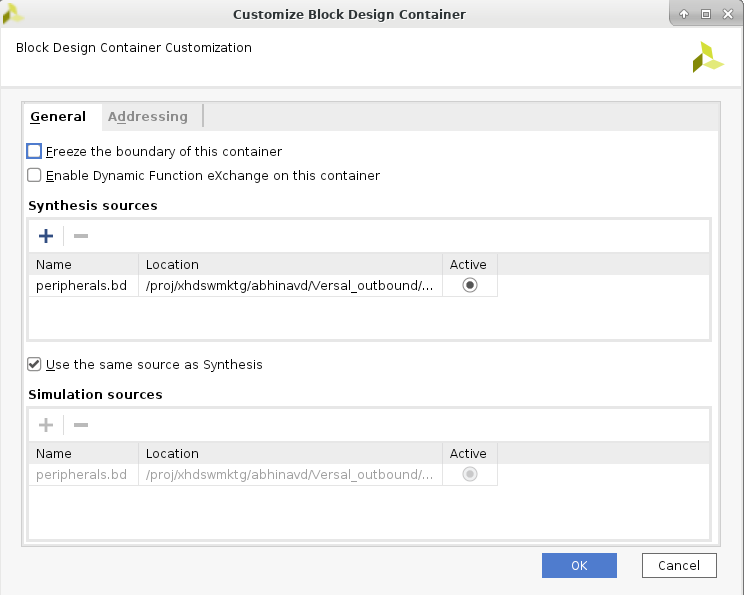 Customize Block Design Container
Block Design Container Customization
General Addressing
Freeze the boundary of this container
Enable Dynamic Function eXchange on this container
Synthesis sources
Name Location Active
peripherals.bd /proj/xhdswmktg/abhinavd/Versal_outbound/...
Use the same source as Synthesis
Simulation sources
Name Location Active
peripherals.bd /proj/xhdswmktg/abhinavd/Versal_outbound/...
OK Cancel